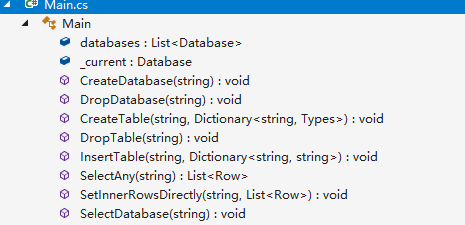 C# Main.cs
Main
databases : List<Database>
_current : Database
CreateDatabase(string) : void
DropDatabase(string) : void
CreateTable(string, Dictionary<string, Types>) : void
DropTable(string) : void
InsertTable(string, Dictionary<string, string>) : void
SelectAny(string) : List<Row>
SetInnerRowsDirectly(string, List<Row>) : void
SelectDatabase(string) : void